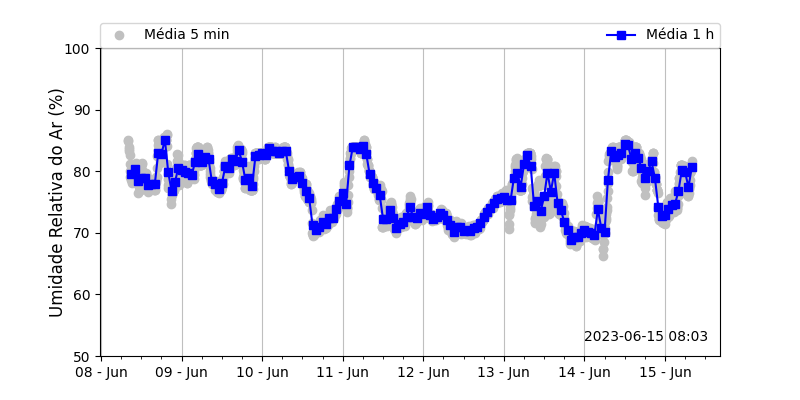 Média 5 min Média 1 h
Umidade Relativa do Ar (%)
100
90
80
70
60
50
2023-06-15 08:03
08 - Jun 09 - Jun 10 - Jun 11 - Jun 12 - Jun 13 - Jun 14 - Jun 15 - Jun